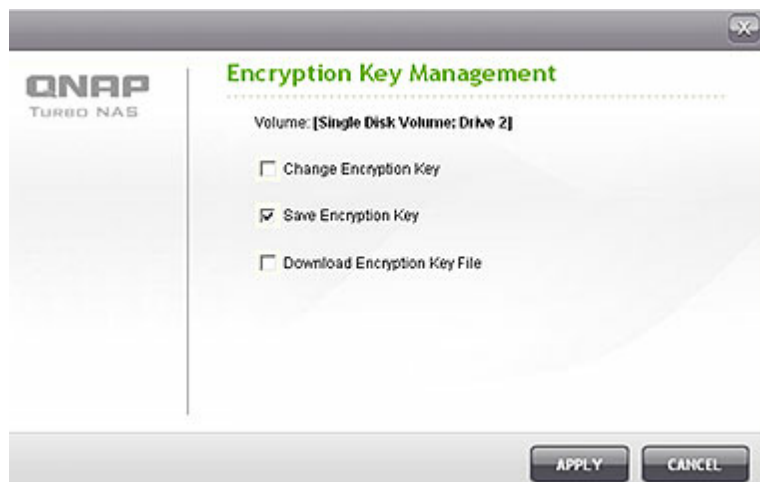 QNAP
TURBO NAS
Encryption Key Management
Volume: [Single Disk Volume: Drive 2]
Change Encryption Key
Save Encryption Key
Download Encryption Key File
APPLY
CANCEL